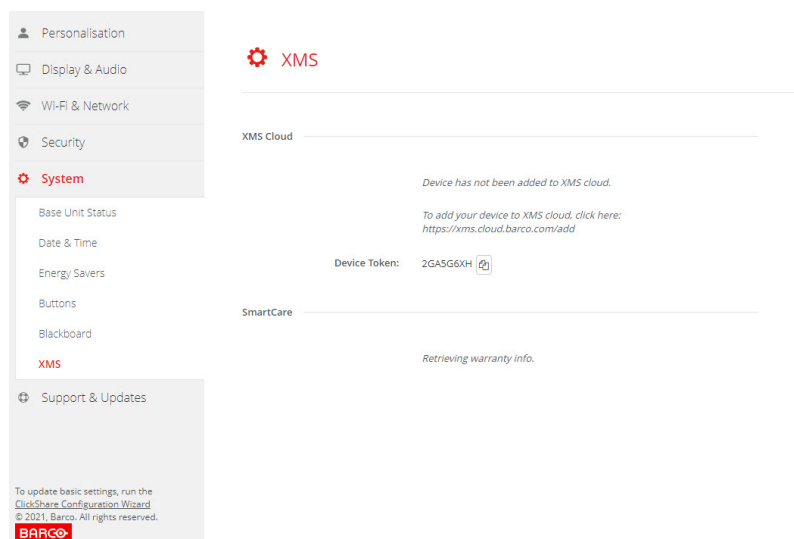 Personalisation
Display & Audio
Wi-Fi & Network
Security
System
Base Unit Status
Date & Time
Energy Savers
Buttons
Blackboard
XMS
Support & Updates
To update basic settings, run the
ClickShare Configuration Wizard
© 2021, Barco. All rights reserved.
BARCO
XMS
XMS Cloud
Device has not been added to XMS cloud.
To add your device to XMS cloud, click here:
https://xms.cloud.barco.com/add
Device Token: 2GA5G6XH
SmartCare
Retrieving warranty info.